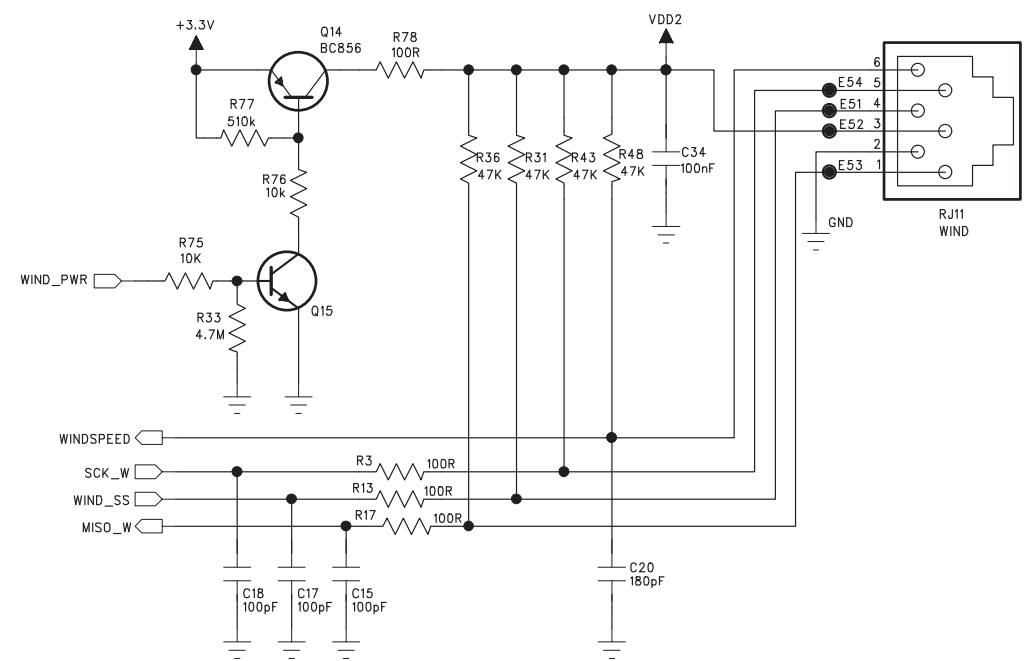 +3.3V
Q14
BC856
R78
100R
VDD2
R77
510k
R76
10k
R75
10K
WIND_PWR
R33
4.7M
Q15
R36
47K
R31
47K
R43
47K
R48
47K
C34
100nF
6
E54 5
E51 4
E52 3
2
E53 1
GND
RJ11
WIND
WINDSPEED
SCK_W
R3
100R
WIND_SS
R13
100R
MISO_W
R17
100R
C18
100pF
C17
100pF
C15
100pF
C20
180pF